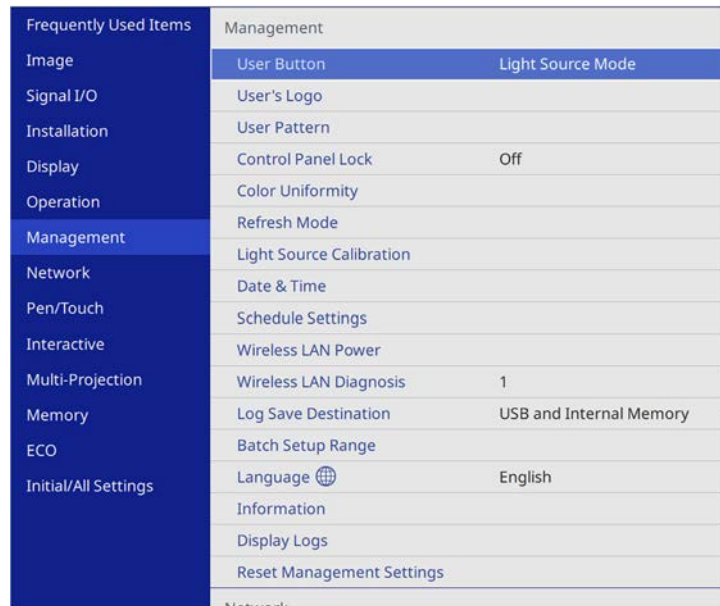 Frequently Used Items
Image
Signal I/O
Installation
Display
Operation
Management
Network
Pen/Touch
Interactive
Multi-Projection
Memory
ECO
Initial/All Settings
Management
User Button Light Source Mode
User's Logo
User Pattern
Control Panel Lock Off
Color Uniformity
Refresh Mode
Light Source Calibration
Date & Time
Schedule Settings
Wireless LAN Power
Wireless LAN Diagnosis 1
Log Save Destination USB and Internal Memory
Batch Setup Range
Language English
Information
Display Logs
Reset Management Settings
Network